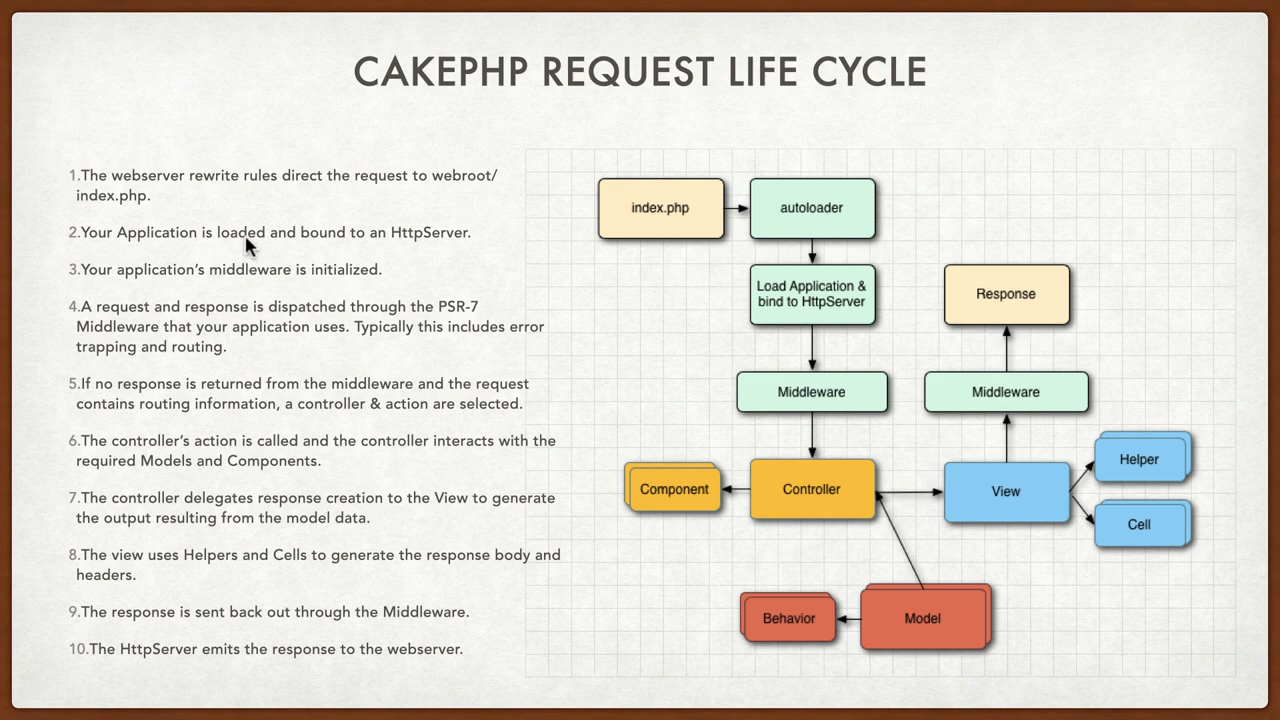 CAKEPHP REQUEST LIFE CYCLE
1.The webserver rewrite rules direct the request to webroot/
index.php.
2.Your Application is loaded and bound to an HttpServer.
3.Your application's middleware is initialized.
4.A request and response is dispatched through the PSR-7
Middleware that your application uses. Typically this includes error
trapping and routing.
5.If no response is returned from the middleware and the request
contains routing information, a controller & action are selected.
6.The controller's action is called and the controller interacts with the
required Models and Components.
7.The controller delegates response creation to the View to generate
the output resulting from the model data.
8.The view uses Helpers and Cells to generate the response body and
headers.
9.The response is sent back out through the Middleware.
10.The HttpServer emits the response to the webserver.
index.php
autoloader
Load Application &
bind to HttpServer
Response
Middleware
Middleware
Component
Controller
View
Helper
Cell
Behavior
Model